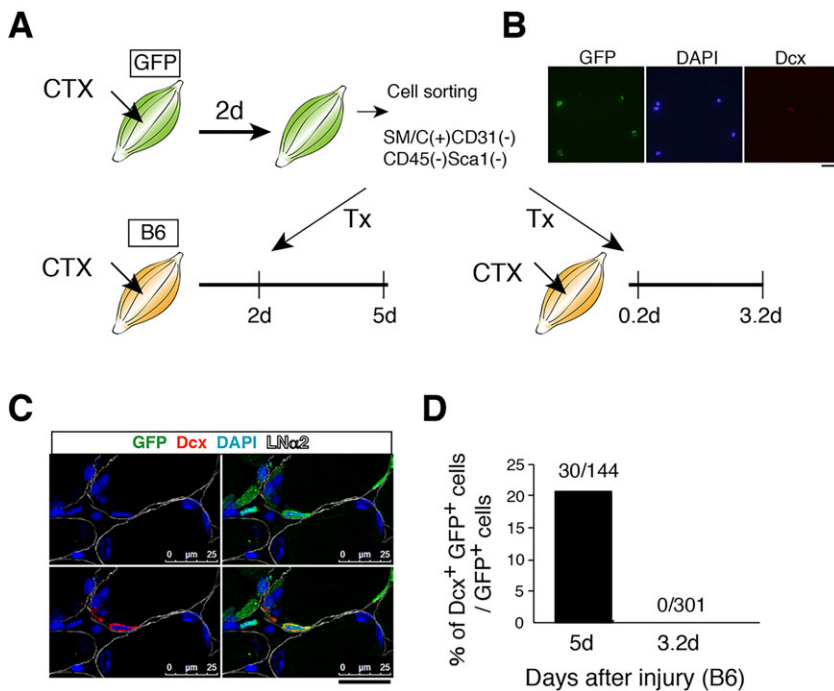 A
GFP
CTX
2d
Cell sorting
SM/C(+)CD31(-)
CD45(-)Sca1(-)
Tx
Tx
B6
CTX
2d
5d
CTX
0.2d
3.2d
B
GFP DAPI Dcx
C
GFP Dcx DAPI LNα2
0 µm 25
0 µm 25
0 µm 25
0 µm 25
D
% of Dcx+ GFP+ cells
/ GFP+ cells
25
20
15
10
5
0
30/144
0/301
5d 3.2d
Days after injury (B6)